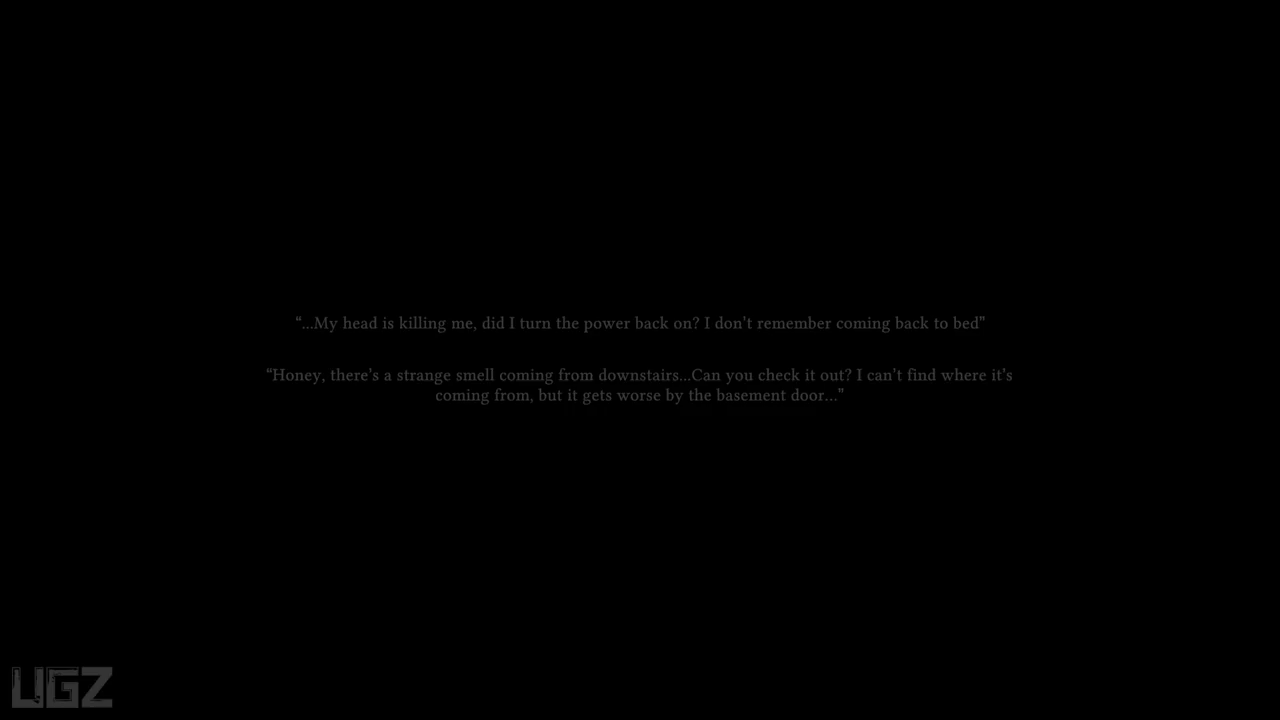 “...My head is killing me, did I turn the power back on? I don’t remember coming back to bed”
“Honey, there’s a strange smell coming from downstairs...Can you check it out? I can’t find where it’s
coming from, but it gets worse by the basement door...”
UGZ